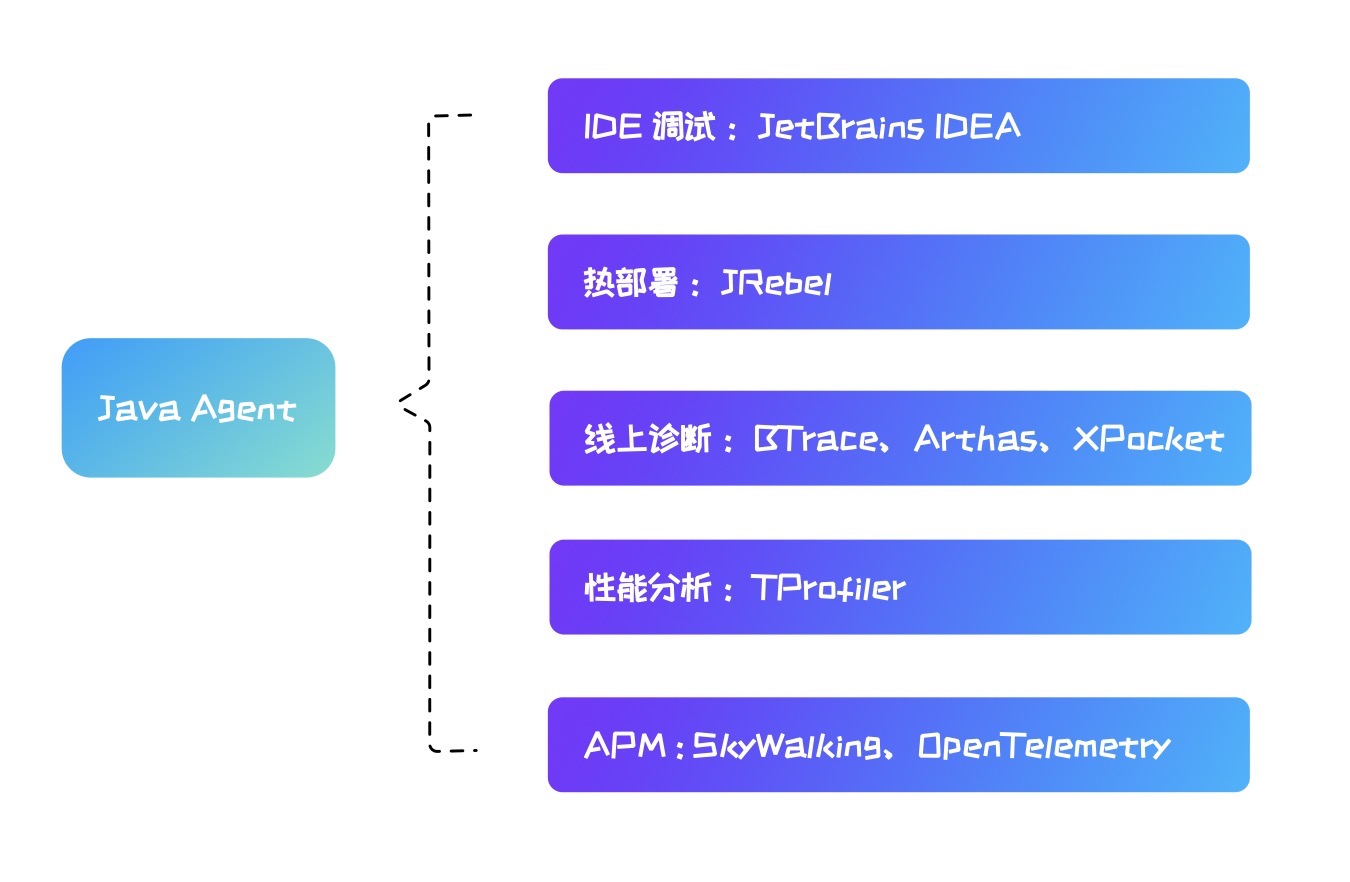 Java Agent
IDE 调试：JetBrains IDEA
热部署：JRebel
线上诊断：BTrace、Arthas、XPocket
性能分析：TProfiler
APM：SkyWalking、OpenTelemetry